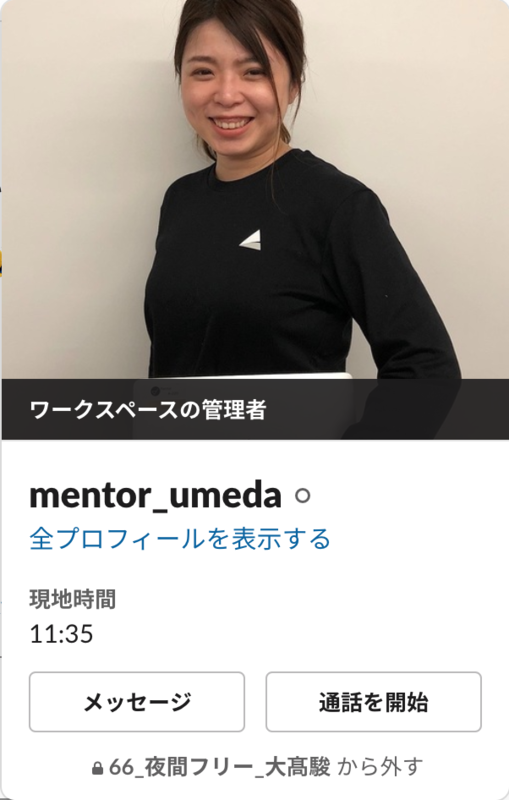 ワークスペースの管理者
mentor_umeda
全プロフィールを表示する
現地時間
11:35
メッセージ 通話を開始
66_夜間フリー_大髙駿 から外す